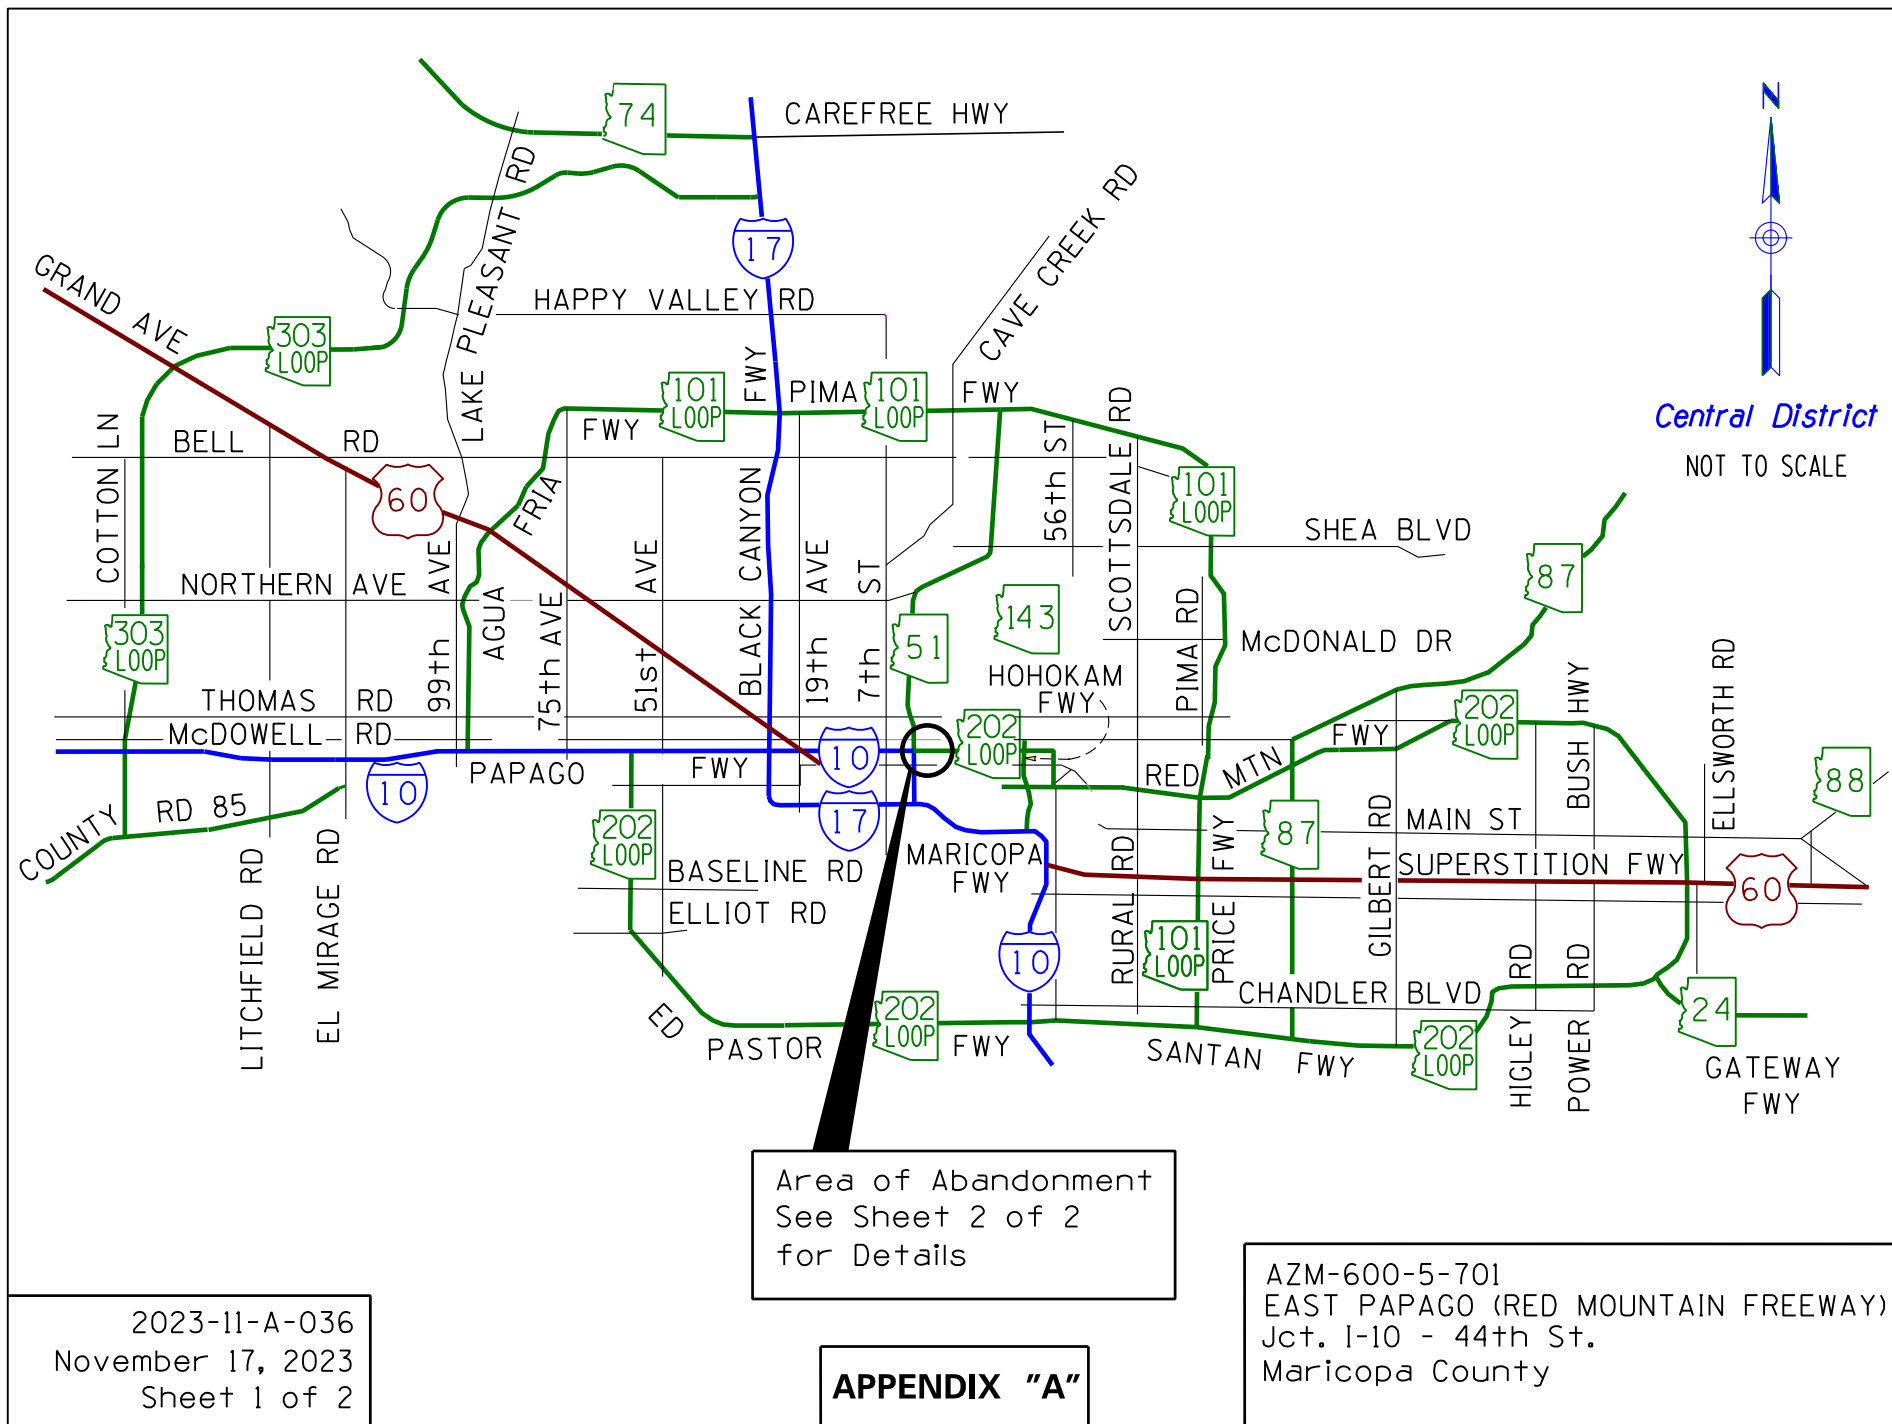 74
CAREFREE HWY
N
LAKE PLEASANT RD
17
CAVE CREEK RD
GRAND AVE
HAPPY VALLEY RD
303
LOOP
101
LOOP
FWY
PIMA
101
LOOP
FWY
FWY
Central District
NOT TO SCALE
COTTON LN
BELL RD
60
AGUA FRIA
BLACK CANYON
56th ST
SCOTTSDALE RD
101
LOOP
SHEA BLVD
NORTHERN AVE
99th AVE
75th AVE
51st AVE
19th AVE
7th ST
87
143
PIMA RD
McDONALD DR
303
LOOP
51
HOHOKAM
FWY
THOMAS RD
McDOWELL RD
202
LOOP
FWY
202
LOOP
BUSH HWY
ELLSWORTH RD
10
PAPAGO
FWY
10
RED MTN
88
COUNTY RD 85
17
202
LOOP
87
MAIN ST
MARICOPA
FWY
BASELINE RD
SUPERSTITION FWY
60
ELLIOT RD
LITCHFIELD RD
EL MIRAGE RD
10
RURAL RD
101
LOOP
PRICE FWY
GILBERT RD
CHANDLER BLVD
HIGLEY RD
POWER RD
24
ED
PASTOR
202
LOOP
FWY
SANTAN FWY
202
LOOP
GATEWAY
FWY
Area of Abandonment
See Sheet 2 of 2
for Details
2023-11-A-036
November 17, 2023
Sheet 1 of 2
APPENDIX "A"
AZM-600-5-701
EAST PAPAGO (RED MOUNTAIN FREEWAY)
Jct. I-10 - 44th St.
Maricopa County